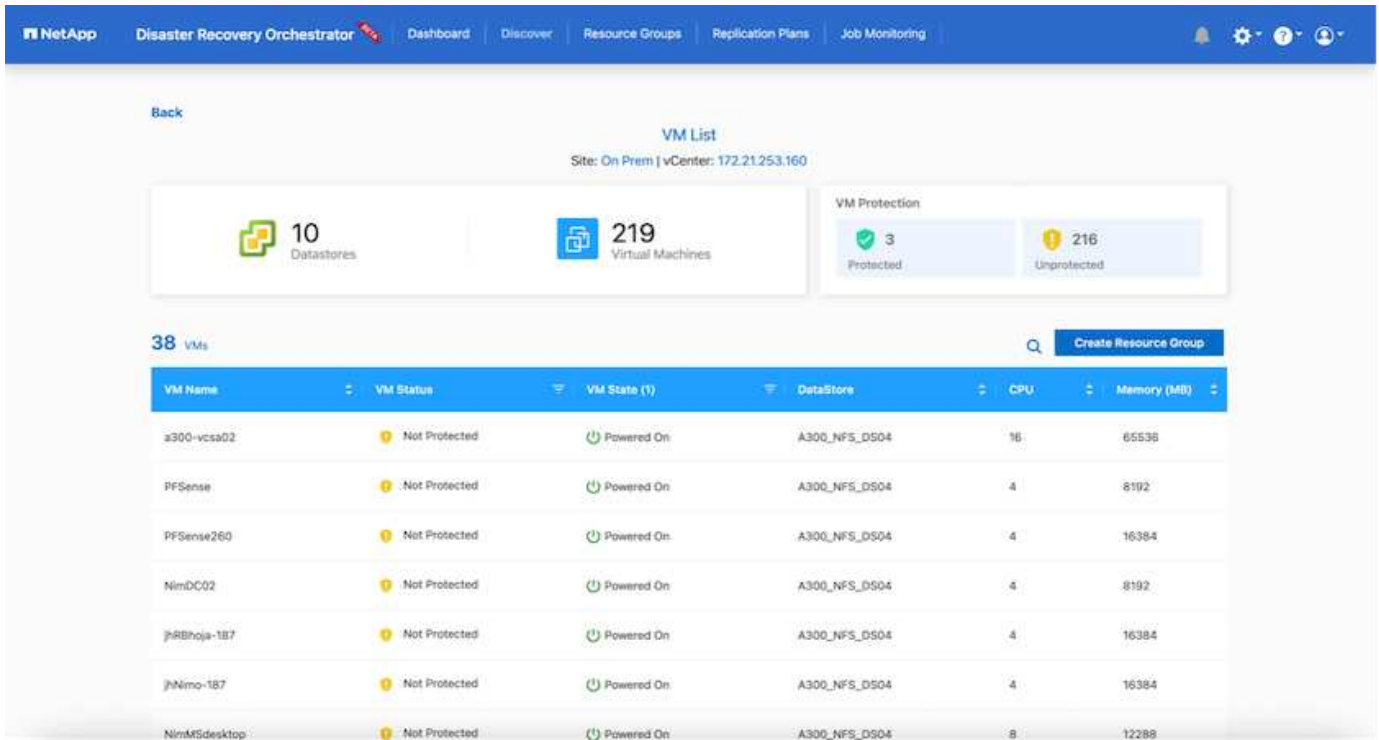 NetApp Disaster Recovery Orchestrator Dashboard Discover Resource Groups Replication Plans Job Monitoring
Back
VM List
Site: On Prem | vCenter: 172.21.253.160
VM Protection
10 Datastores
219 Virtual Machines
3 Protected
216 Unprotected
38 VMs
Create Resource Group
VM Name VM Status VM State (1) DataStore CPU Memory (MB)
a300-vcsa02 Not Protected Powered On A300_NFS_DS04 16 65536
PFSense Not Protected Powered On A300_NFS_DS04 4 8192
PFSense260 Not Protected Powered On A300_NFS_DS04 4 16384
NimDC02 Not Protected Powered On A300_NFS_DS04 4 8192
jhRBhoja-187 Not Protected Powered On A300_NFS_DS04 4 16384
jhNimo-187 Not Protected Powered On A300_NFS_DS04 4 16384
NimMSdesktop Not Protected Powered On A300_NFS_DS04 8 12288